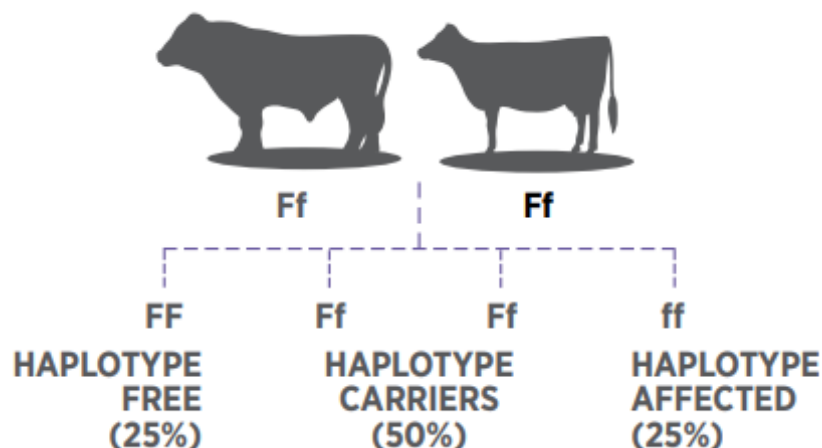 Ff Ff
FF Ff Ff ff
HAPLOTYPE HAPLOTYPE HAPLOTYPE
FREE CARRIERS AFFECTED
(25%) (50%) (25%)